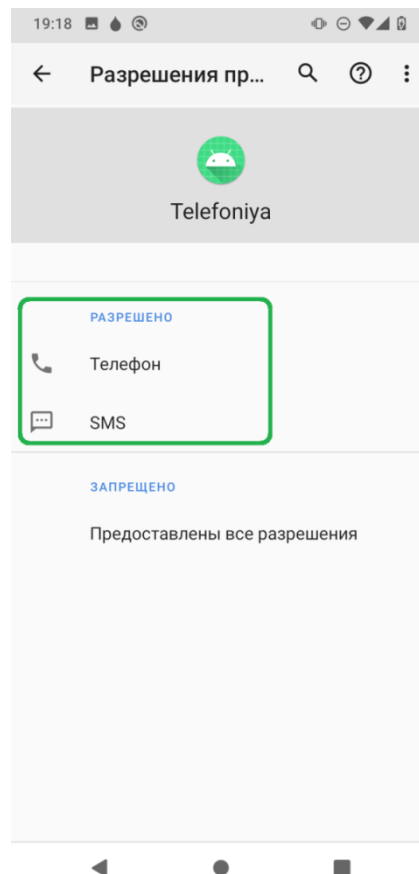 19:18
Разрешения пр...
Telefoniya
РАЗРЕШЕНО
Телефон
SMS
ЗАПРЕЩЕНО
Предоставлены все разрешения